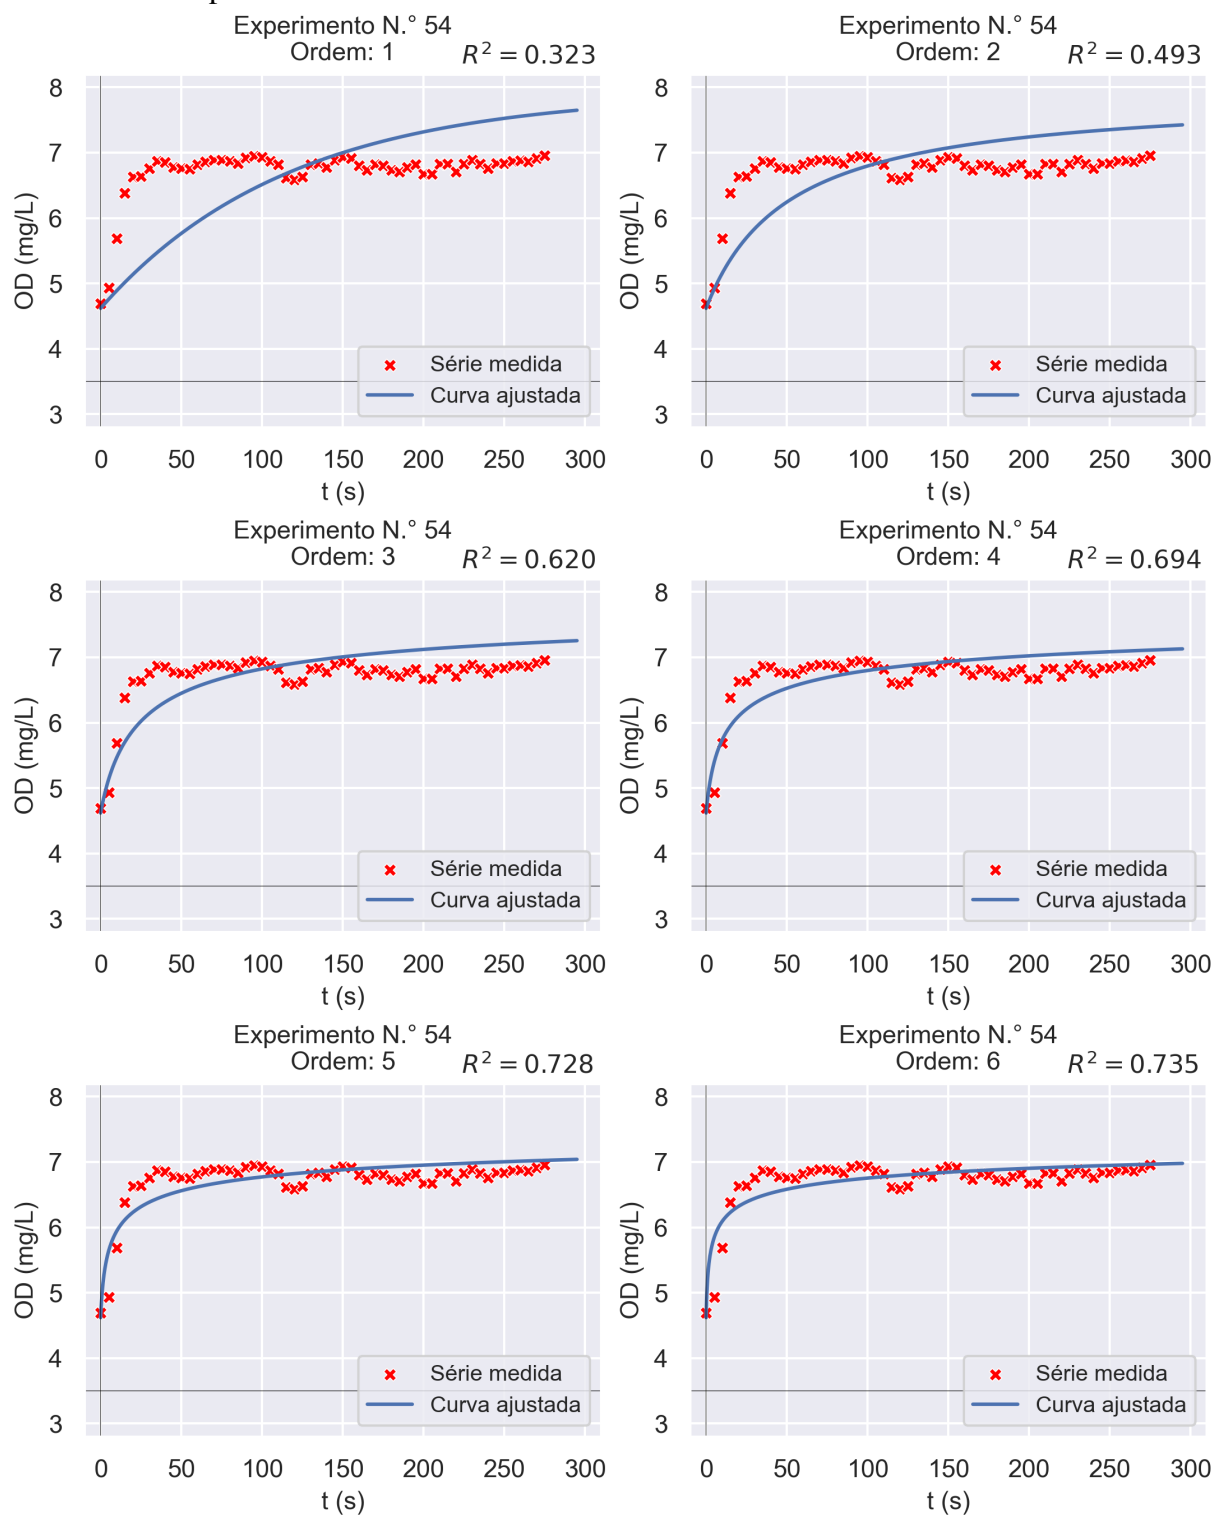 Experimento N.° 54
Ordem: 1 R² = 0.323
8
7
6
5
4
3
OD (mg/L)
Série medida
Curva ajustada
0 50 100 150 200 250 300
t (s)
Experimento N.° 54
Ordem: 2 R² = 0.493
8
7
6
5
4
3
OD (mg/L)
Série medida
Curva ajustada
0 50 100 150 200 250 300
t (s)
Experimento N.° 54
Ordem: 3 R² = 0.620
8
7
6
5
4
3
OD (mg/L)
Série medida
Curva ajustada
0 50 100 150 200 250 300
t (s)
Experimento N.° 54
Ordem: 4 R² = 0.694
8
7
6
5
4
3
OD (mg/L)
Série medida
Curva ajustada
0 50 100 150 200 250 300
t (s)
Experimento N.° 54
Ordem: 5 R² = 0.728
8
7
6
5
4
3
OD (mg/L)
Série medida
Curva ajustada
0 50 100 150 200 250 300
t (s)
Experimento N.° 54
Ordem: 6 R² = 0.735
8
7
6
5
4
3
OD (mg/L)
Série medida
Curva ajustada
0 50 100 150 200 250 300
t (s)